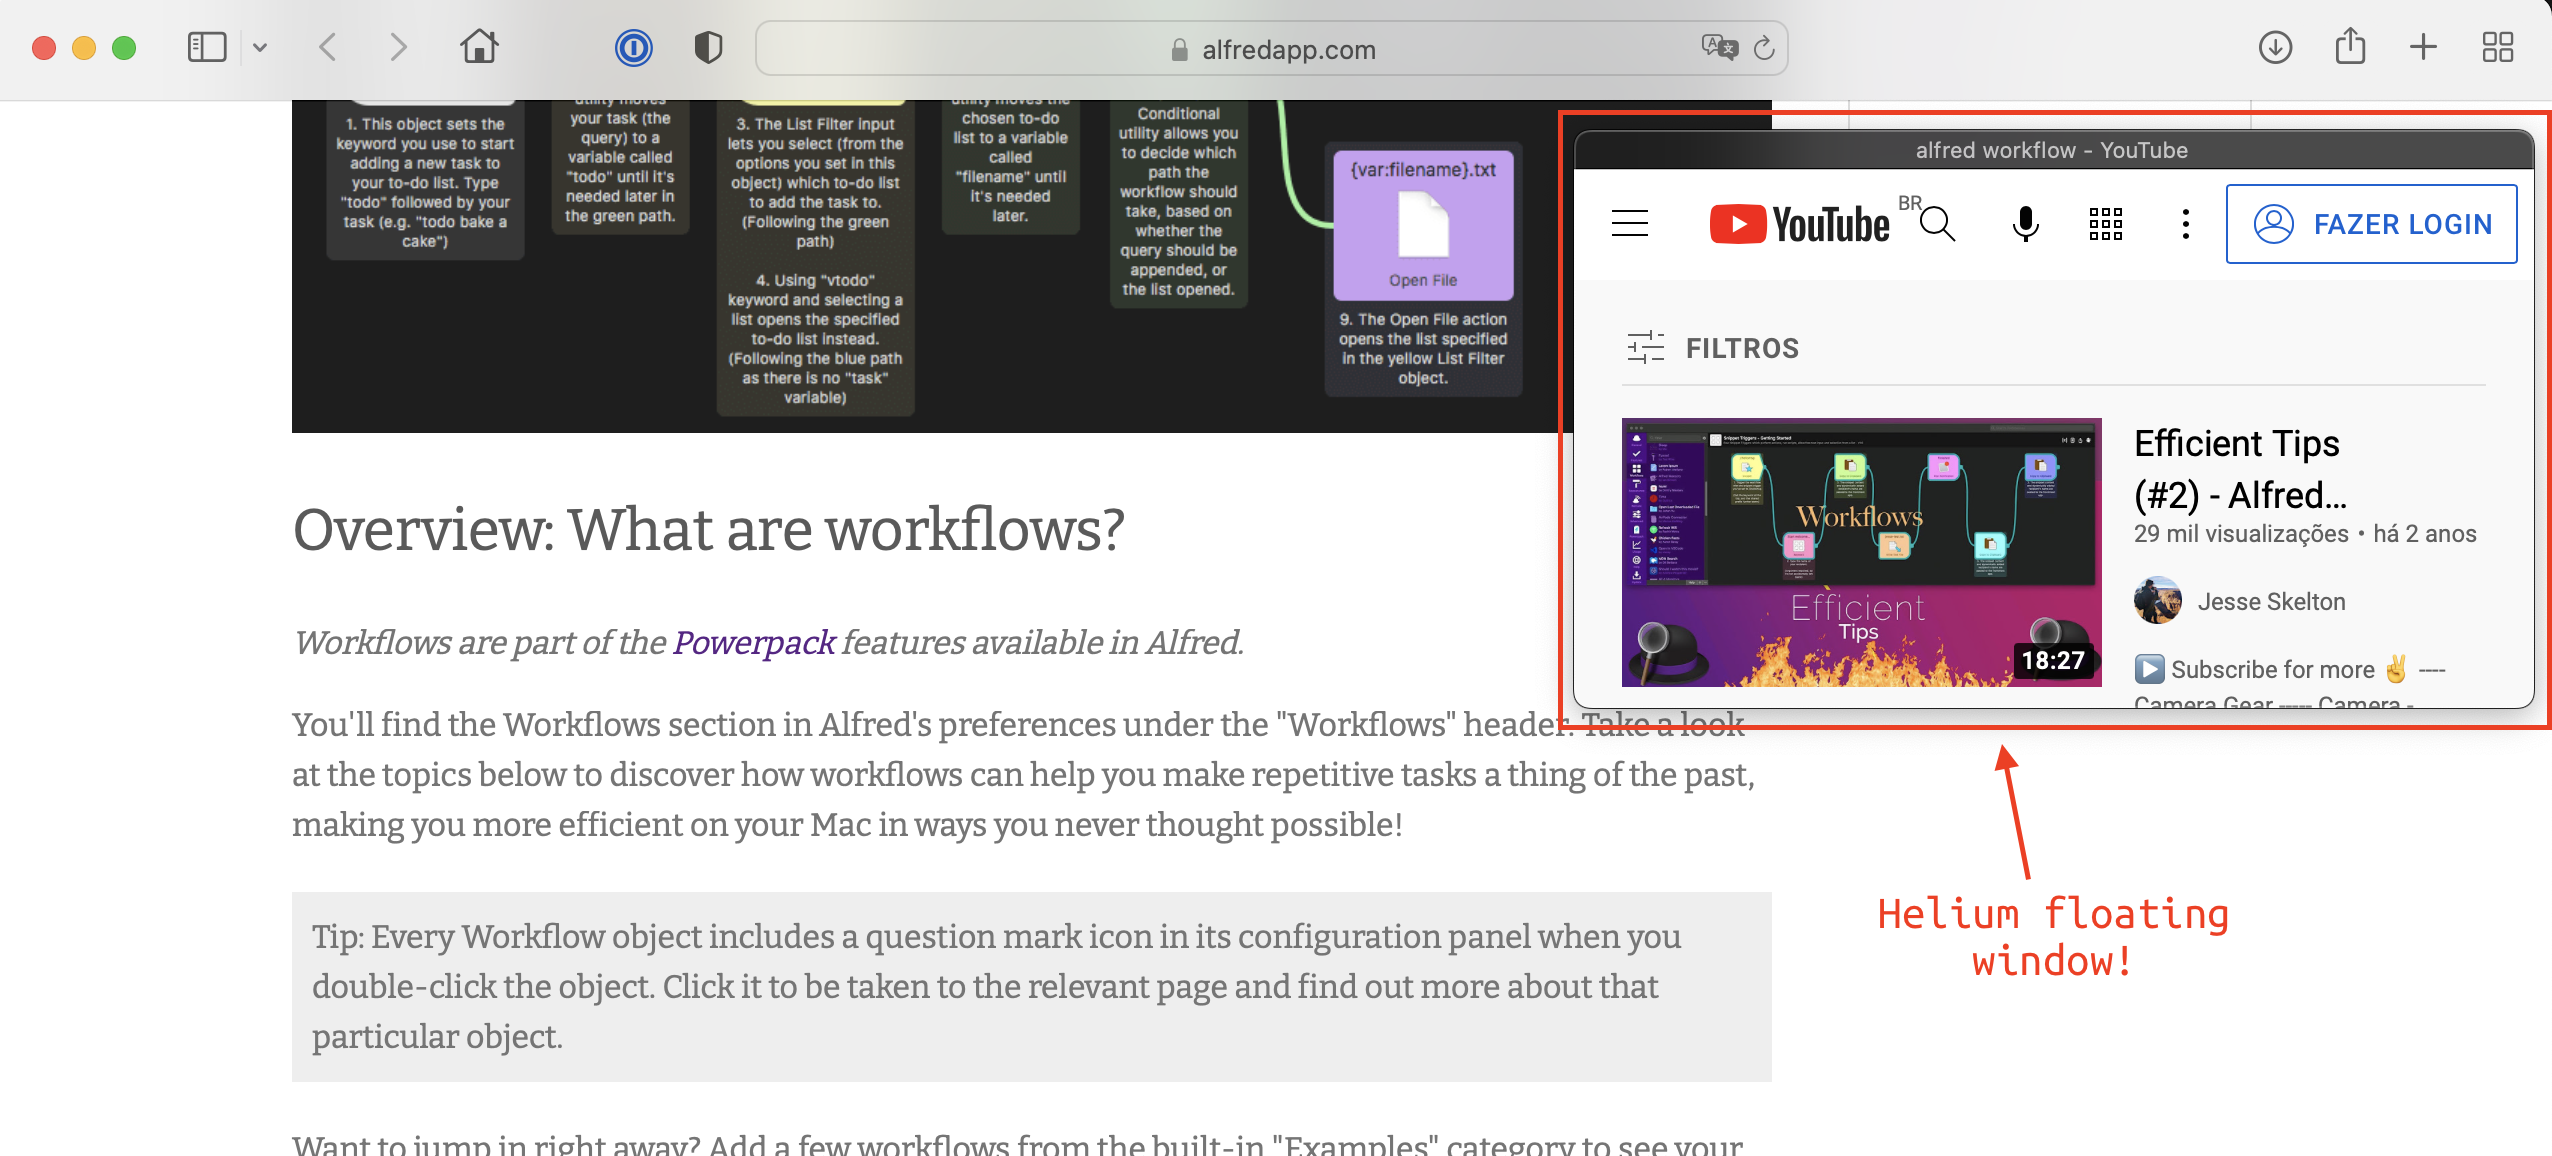 alfredapp.com
1. This object sets the
keyword you use to start
adding a new task to
your to-do list. Type
"todo" followed by your
task (e.g. "todo bake a
cake")
utility moves
your task (the
query) to a
variable called
"todo" until it's
needed later in
the green path.
3. The List Filter input
lets you select (from the
options you set in this
object) which to-do list
to add the task to.
(Following the green
path)
4. Using "vtodo"
keyword and selecting a
list opens the specified
to-do list instead.
(Following the blue path
as there is no "task"
variable)
utility moves the
chosen to-do
list to a variable
called
"filename" until
it's needed
later.
Conditional
utility allows you
to decide which
path the
workflow should
take, based on
whether the
query should be
appended, or
the list opened.
{var:filename}.txt
Open File
9. The Open File action
opens the list specified
in the yellow List Filter
object.
alfred workflow - YouTube
YouTube BR
FAZER LOGIN
FILTROS
Snippet Triggers - Getting Started
Workflows
Efficient
Tips
18:27
Efficient Tips
(#2) - Alfred...
29 mil visualizações • há 2 anos
Jesse Skelton
▶️ Subscribe for more ✌️ ----
Camera Gear ----- Camera -
Overview: What are workflows?
Workflows are part of the Powerpack features available in Alfred.
You'll find the Workflows section in Alfred's preferences under the "Workflows" header. Take a look
at the topics below to discover how workflows can help you make repetitive tasks a thing of the past,
making you more efficient on your Mac in ways you never thought possible!
Helium floating
window!
Tip: Every Workflow object includes a question mark icon in its configuration panel when you
double-click the object. Click it to be taken to the relevant page and find out more about that
particular object.
Want to jump in right away? Add a few workflows from the built-in "Examples" category to see your